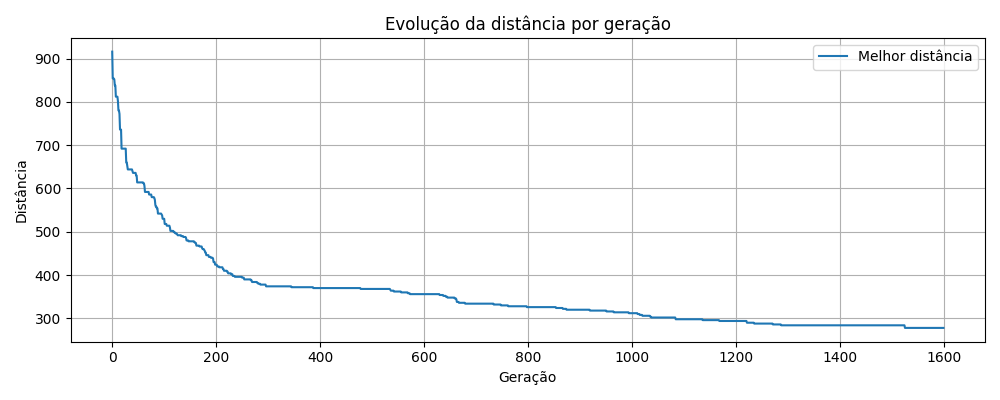 Evolução da distância por geração
Melhor distância
Distância
900
800
700
600
500
400
300
0 200 400 600 800 1000 1200 1400 1600
Geração